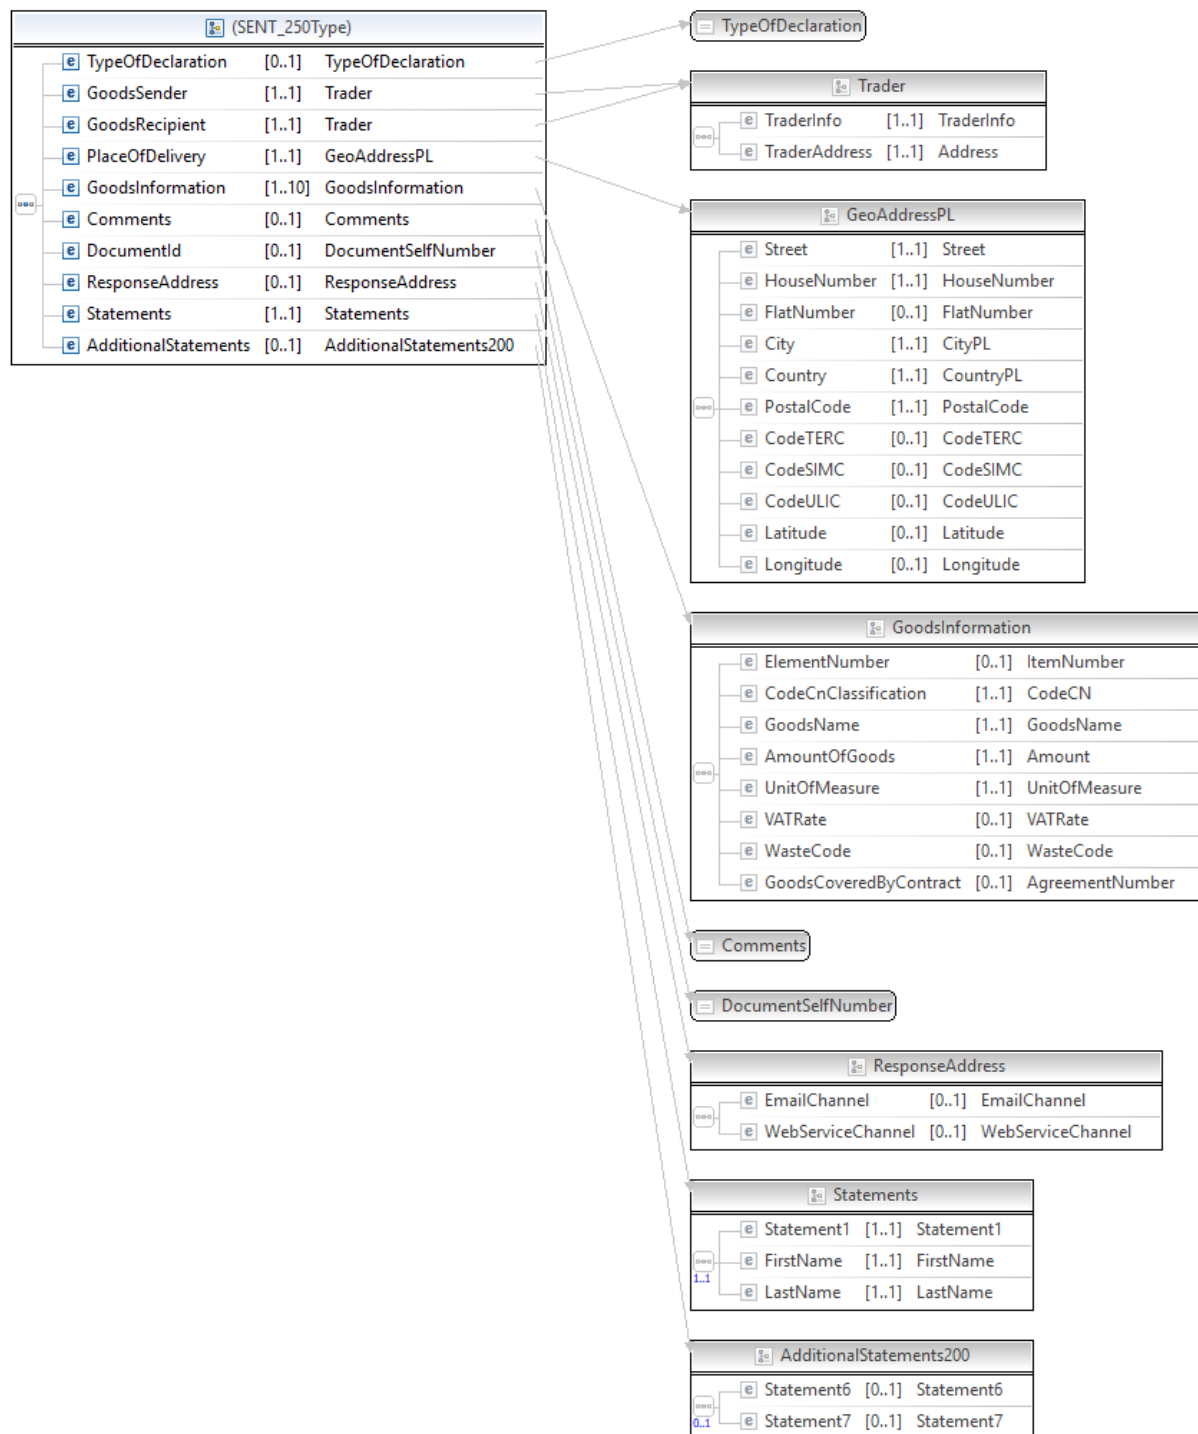 (SENT_250Type)
e TypeOfDeclaration [0..1] TypeOfDeclaration
e GoodsSender [1..1] Trader
e GoodsRecipient [1..1] Trader
e PlaceOfDelivery [1..1] GeoAddressPL
e GoodsInformation [1..10] GoodsInformation
e Comments [0..1] Comments
e DocumentId [0..1] DocumentSelfNumber
e ResponseAddress [0..1] ResponseAddress
e Statements [1..1] Statements
e AdditionalStatements [0..1] AdditionalStatements200
TypeOfDeclaration
Trader
e TraderInfo [1..1] TraderInfo
e TraderAddress [1..1] Address
GeoAddressPL
e Street [1..1] Street
e HouseNumber [1..1] HouseNumber
e FlatNumber [0..1] FlatNumber
e City [1..1] CityPL
e Country [1..1] CountryPL
e PostalCode [1..1] PostalCode
e CodeTERC [0..1] CodeTERC
e CodeSIMC [0..1] CodeSIMC
e CodeULIC [0..1] CodeULIC
e Latitude [0..1] Latitude
e Longitude [0..1] Longitude
GoodsInformation
e ElementNumber [0..1] ItemNumber
e CodeCnClassification [1..1] CodeCN
e GoodsName [1..1] GoodsName
e AmountOfGoods [1..1] Amount
e UnitOfMeasure [1..1] UnitOfMeasure
e VATRate [0..1] VATRate
e WasteCode [0..1] WasteCode
e GoodsCoveredByContract [0..1] AgreementNumber
Comments
DocumentSelfNumber
ResponseAddress
e EmailChannel [0..1] EmailChannel
e WebServiceChannel [0..1] WebServiceChannel
Statements
e Statement1 [1..1] Statement1
e FirstName [1..1] FirstName
1..1
e LastName [1..1] LastName
AdditionalStatements200
e Statement6 [0..1] Statement6
0..1
e Statement7 [0..1] Statement7